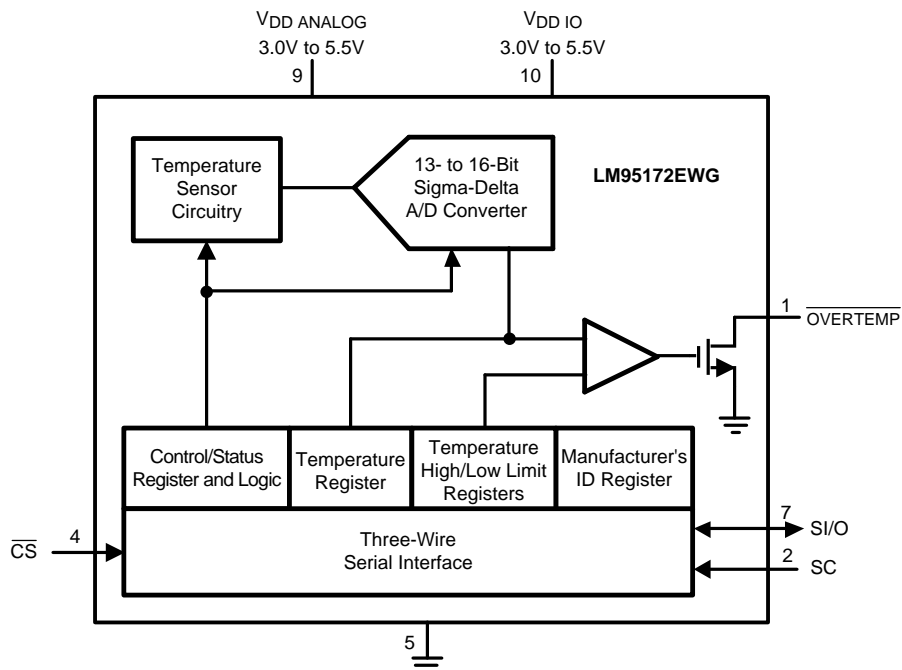 VDD ANALOG
3.0V to 5.5V
9
VDD IO
3.0V to 5.5V
10
Temperature
Sensor
Circuitry
13- to 16-Bit
Sigma-Delta
A/D Converter
LM95172EWG
1
OVERTEMP
Control/Status
Register and Logic
Temperature
Register
Temperature
High/Low Limit
Registers
Manufacturer's
ID Register
4
CS
Three-Wire
Serial Interface
7
SI/O
2
SC
5